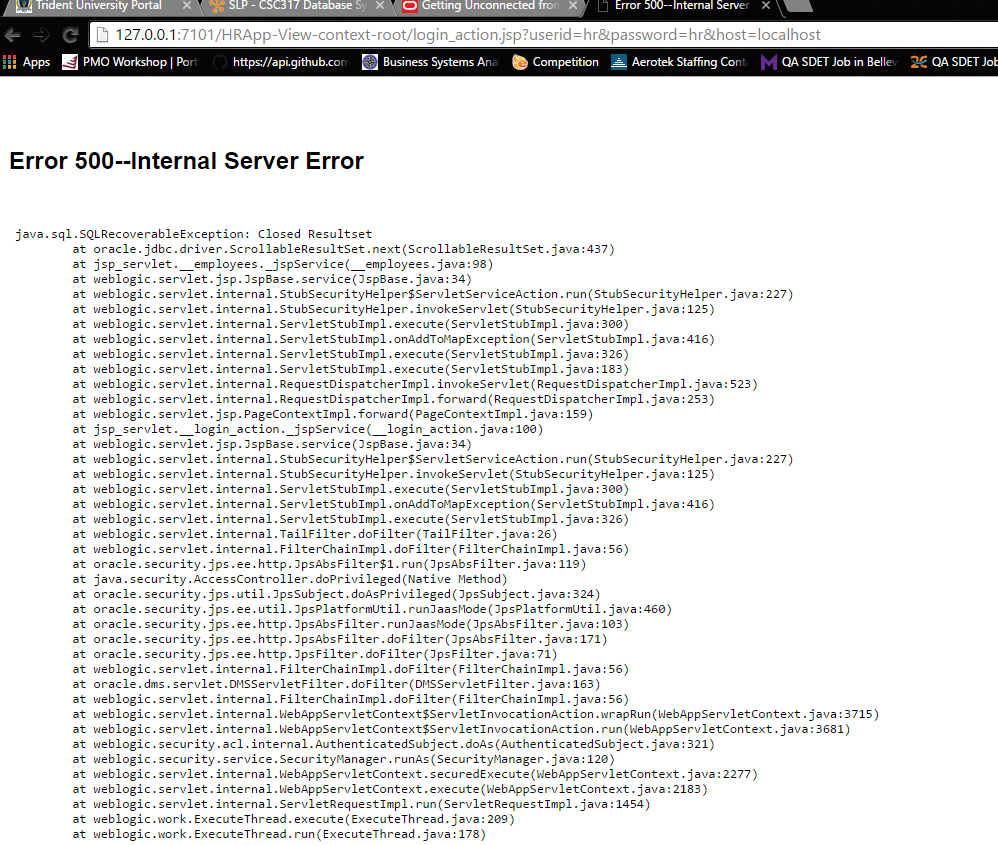 Trident University Portal × SLP - CSC317 Database Sy × Getting Unconnected from × Error 500--Internal Server ×
127.0.0.1:7101/HRApp-View-context-root/login_action.jsp?userid=hr&password=hr&host=localhost
Apps PMO Workshop | Port https://api.github.com Business Systems Ana Competition Aerotek Staffing Cont QA SDET Job in Bellev QA SDET Job
Error 500--Internal Server Error
java.sql.SQLRecoverableException: Closed Resultset
at oracle.jdbc.driver.ScrollableResultSet.next(ScrollableResultSet.java:437)
at jsp_servlet.__employees._jspService(__employees.java:98)
at weblogic.servlet.jsp.JspBase.service(JspBase.java:34)
at weblogic.servlet.internal.StubSecurityHelper$ServletServiceAction.run(StubSecurityHelper.java:227)
at weblogic.servlet.internal.StubSecurityHelper.invokeServlet(StubSecurityHelper.java:125)
at weblogic.servlet.internal.ServletStubImpl.execute(ServletStubImpl.java:300)
at weblogic.servlet.internal.ServletStubImpl.onAddToMapException(ServletStubImpl.java:416)
at weblogic.servlet.internal.ServletStubImpl.execute(ServletStubImpl.java:326)
at weblogic.servlet.internal.ServletStubImpl.execute(ServletStubImpl.java:183)
at weblogic.servlet.internal.RequestDispatcherImpl.invokeServlet(RequestDispatcherImpl.java:523)
at weblogic.servlet.internal.RequestDispatcherImpl.forward(RequestDispatcherImpl.java:253)
at weblogic.servlet.jsp.PageContextImpl.forward(PageContextImpl.java:159)
at jsp_servlet.__login_action._jspService(__login_action.java:100)
at weblogic.servlet.jsp.JspBase.service(JspBase.java:34)
at weblogic.servlet.internal.StubSecurityHelper$ServletServiceAction.run(StubSecurityHelper.java:227)
at weblogic.servlet.internal.StubSecurityHelper.invokeServlet(StubSecurityHelper.java:125)
at weblogic.servlet.internal.ServletStubImpl.execute(ServletStubImpl.java:300)
at weblogic.servlet.internal.ServletStubImpl.onAddToMapException(ServletStubImpl.java:416)
at weblogic.servlet.internal.ServletStubImpl.execute(ServletStubImpl.java:326)
at weblogic.servlet.internal.TailFilter.doFilter(TailFilter.java:26)
at weblogic.servlet.internal.FilterChainImpl.doFilter(FilterChainImpl.java:56)
at oracle.security.jps.ee.http.JpsAbsFilter$1.run(JpsAbsFilter.java:119)
at java.security.AccessController.doPrivileged(Native Method)
at oracle.security.jps.util.JpsSubject.doAsPrivileged(JpsSubject.java:324)
at oracle.security.jps.ee.util.JpsPlatformUtil.runJaasMode(JpsPlatformUtil.java:460)
at oracle.security.jps.ee.http.JpsAbsFilter.runJaasMode(JpsAbsFilter.java:103)
at oracle.security.jps.ee.http.JpsAbsFilter.doFilter(JpsAbsFilter.java:171)
at oracle.security.jps.ee.http.JpsFilter.doFilter(JpsFilter.java:71)
at weblogic.servlet.internal.FilterChainImpl.doFilter(FilterChainImpl.java:56)
at oracle.dms.servlet.DMSServletFilter.doFilter(DMSServletFilter.java:163)
at weblogic.servlet.internal.FilterChainImpl.doFilter(FilterChainImpl.java:56)
at weblogic.servlet.internal.WebAppServletContext$ServletInvocationAction.wrapRun(WebAppServletContext.java:3715)
at weblogic.servlet.internal.WebAppServletContext$ServletInvocationAction.run(WebAppServletContext.java:3681)
at weblogic.security.acl.internal.AuthenticatedSubject.doAs(AuthenticatedSubject.java:321)
at weblogic.security.service.SecurityManager.runAs(SecurityManager.java:120)
at weblogic.servlet.internal.WebAppServletContext.securedExecute(WebAppServletContext.java:2277)
at weblogic.servlet.internal.WebAppServletContext.execute(WebAppServletContext.java:2183)
at weblogic.servlet.internal.ServletRequestImpl.run(ServletRequestImpl.java:1454)
at weblogic.work.ExecuteThread.execute(ExecuteThread.java:209)
at weblogic.work.ExecuteThread.run(ExecuteThread.java:178)